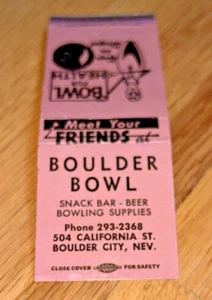 BOWL
FOR
HEALTH
Meet Your
FRIENDS at
BOULDER
BOWL
SNACK BAR - BEER
BOWLING SUPPLIES
Phone 293-2368
504 CALIFORNIA ST.
BOULDER CITY, NEV.
CLOSE COVER FOR SAFETY